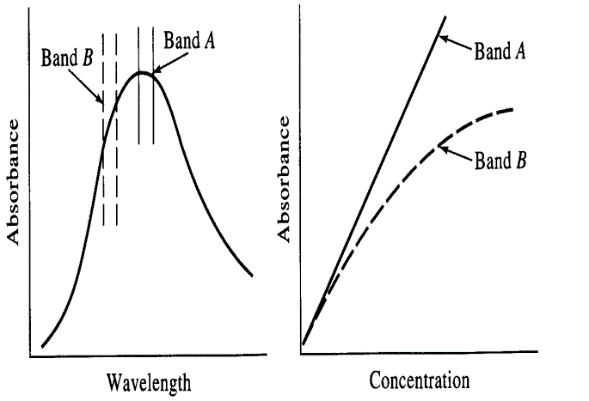 Band B
Band A
Absorbance
Wavelength
Band A
Band B
Absorbance
Concentration